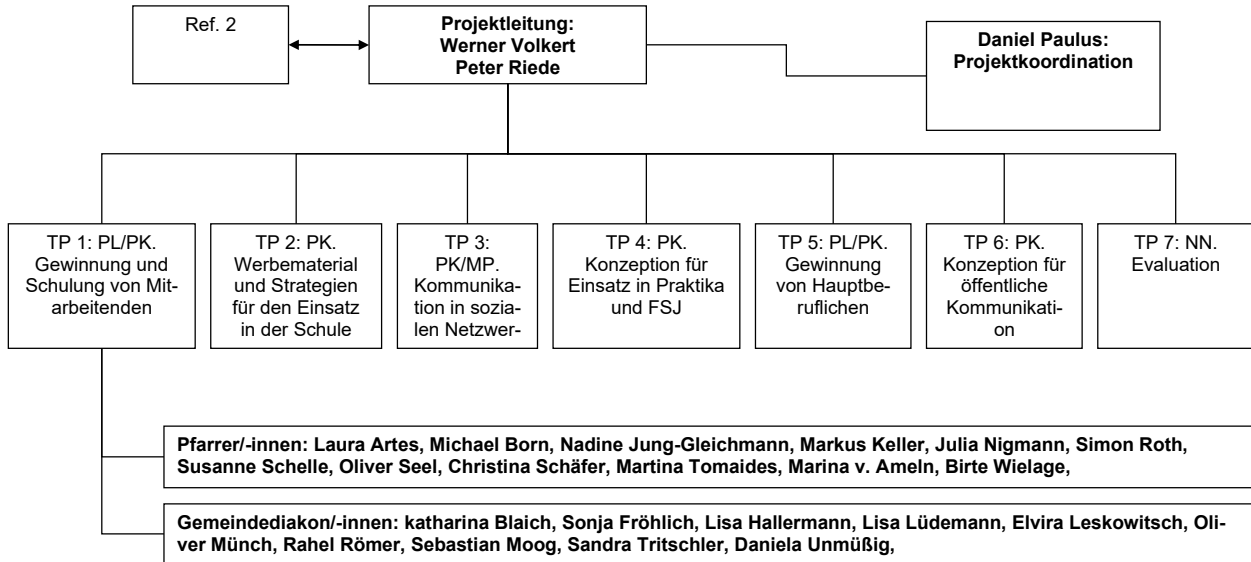 Ref. 2
Projektleitung:
Werner Volkert
Peter Riede
Daniel Paulus:
Projektkoordination
TP 1: PL/PK.
Gewinnung und
Schulung von Mit-
arbeitenden
TP 2: PK.
Werbematerial
und Strategien
für den Einsatz
in der Schule
TP 3:
PK/MP.
Kommunika-
tion in sozia-
len Netzwer-
TP 4: PK.
Konzeption für
Einsatz in Praktika
und FSJ
TP 5: PL/PK.
Gewinnung
von Hauptbe-
ruflichen
TP 6: PK.
Konzeption für
öffentliche
Kommunikati-
on
TP 7: NN.
Evaluation
Pfarrer/-innen: Laura Artes, Michael Born, Nadine Jung-Gleichmann, Markus Keller, Julia Nigmann, Simon Roth,
Susanne Schelle, Oliver Seel, Christina Schäfer, Martina Tomaides, Marina v. Ameln, Birte Wielage,
Gemeindediakon/-innen: katharina Blaich, Sonja Fröhlich, Lisa Hallermann, Lisa Lüdemann, Elvira Leskowitsch, Oli-
ver Münch, Rahel Römer, Sebastian Moog, Sandra Tritschler, Daniela Unmüßig,